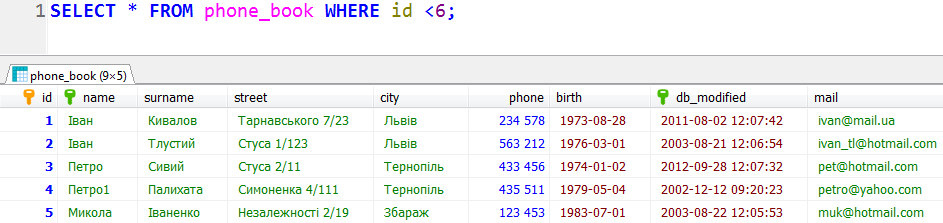 1 SELECT * FROM phone_book WHERE id <6;
phone_book (9×5)
id name surname street city phone birth db_modified mail
1 Іван Кивалов Тарнавського 7/23 Львів 234 578 1973-08-28 2011-08-02 12:07:42 ivan@mail.ua
2 Іван Тлустий Стуса 1/123 Львів 563 212 1976-03-01 2003-08-21 12:06:54 ivan_tl@hotmail.com
3 Петро Сивий Стуса 2/11 Тернопіль 433 456 1974-01-02 2012-09-28 12:07:32 pet@hotmail.com
4 Петро1 Палихата Симоненка 4/111 Тернопіль 435 511 1979-05-04 2002-12-12 09:20:23 petro@yahoo.com
5 Микола Іваненко Незалежності 2/19 Збараж 123 453 1983-07-01 2003-08-22 12:05:53 muk@hotmail.com